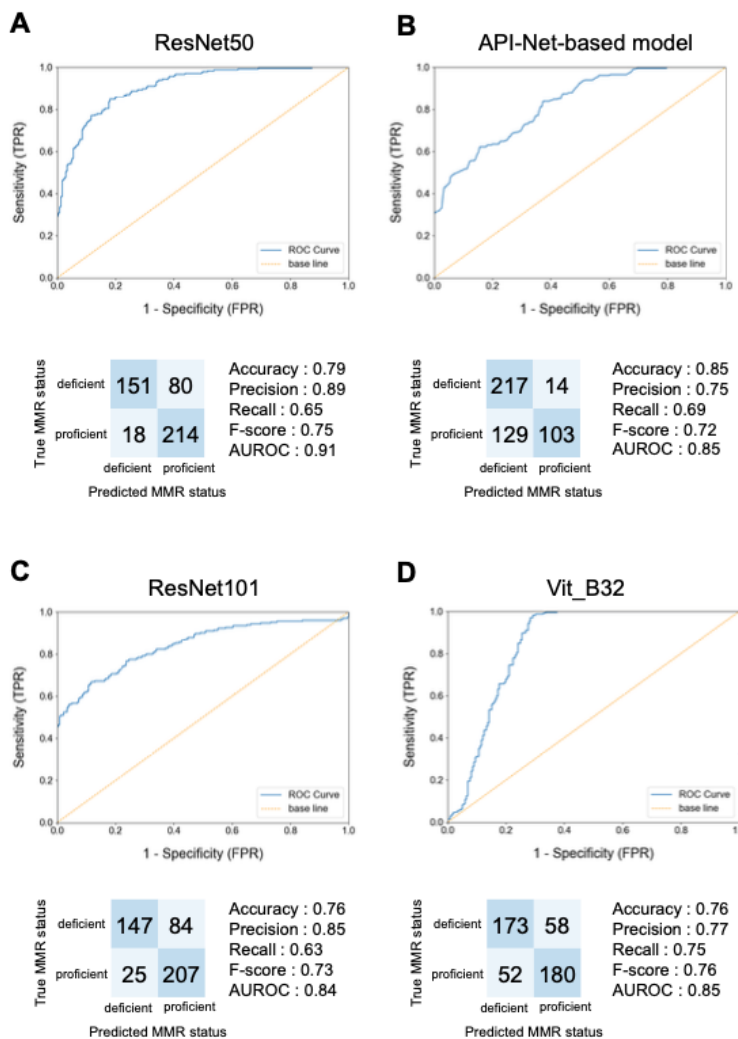 A
ResNet50
1.0
0.8
0.6
0.4
0.2
0.0
Sensitivity (TPR)
ROC Curve
base line
0.0 0.2 0.4 0.6 0.8 1.0
1 - Specificity (FPR)
True MMR status
deficient 151 80
proficient 18 214
deficient proficient
Predicted MMR status
Accuracy : 0.79
Precision : 0.89
Recall : 0.65
F-score : 0.75
AUROC : 0.91
B
API-Net-based model
1.0
0.8
0.6
0.4
0.2
0.0
Sensitivity (TPR)
ROC Curve
base line
0.0 0.2 0.4 0.6 0.8 1.0
1 - Specificity (FPR)
True MMR status
deficient 217 14
proficient 129 103
deficient proficient
Predicted MMR status
Accuracy : 0.85
Precision : 0.75
Recall : 0.69
F-score : 0.72
AUROC : 0.85
C
ResNet101
1.0
0.8
0.6
0.4
0.2
0.0
Sensitivity (TPR)
ROC Curve
base line
0.0 0.2 0.4 0.6 0.8 1.0
1 - Specificity (FPR)
True MMR status
deficient 147 84
proficient 25 207
deficient proficient
Predicted MMR status
Accuracy : 0.76
Precision : 0.85
Recall : 0.63
F-score : 0.73
AUROC : 0.84
D
Vit_B32
1.0
0.8
0.6
0.4
0.2
0.0
Sensitivity (TPR)
ROC Curve
base line
0.0 0.2 0.4 0.6 0.8 1.0
1 - Specificity (FPR)
True MMR status
deficient 173 58
proficient 52 180
deficient proficient
Predicted MMR status
Accuracy : 0.76
Precision : 0.77
Recall : 0.75
F-score : 0.76
AUROC : 0.85